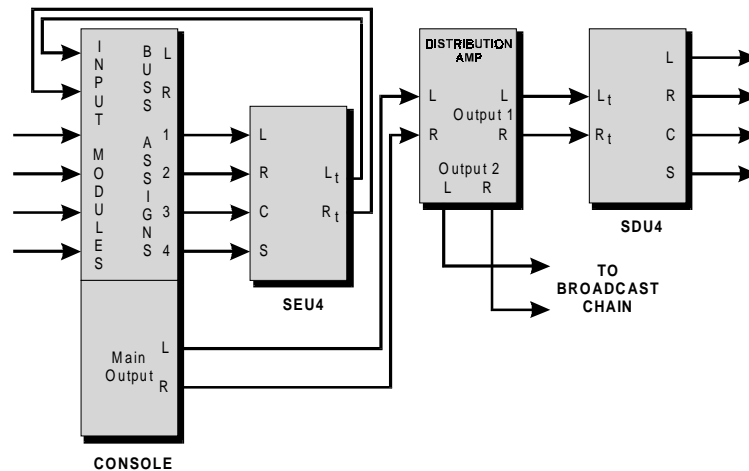 INPUT MODULES
BUSS ASSIGNS
L
R
1
2
3
4
Main
Output
L
R
CONSOLE
L
R
C
S
Lt
Rt
SEU4
DISTRIBUTION
AMP
L
R
L
Output 1
R
Output 2
L R
TO
BROADCAST
CHAIN
Lt
Rt
L
R
C
S
SDU4